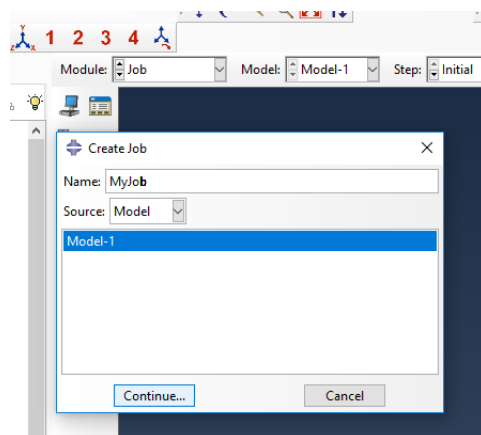 1 2 3 4
Module: Job Model: Model-1 Step: Initial
Create Job
Name: MyJob
Source: Model
Model-1
Continue... Cancel